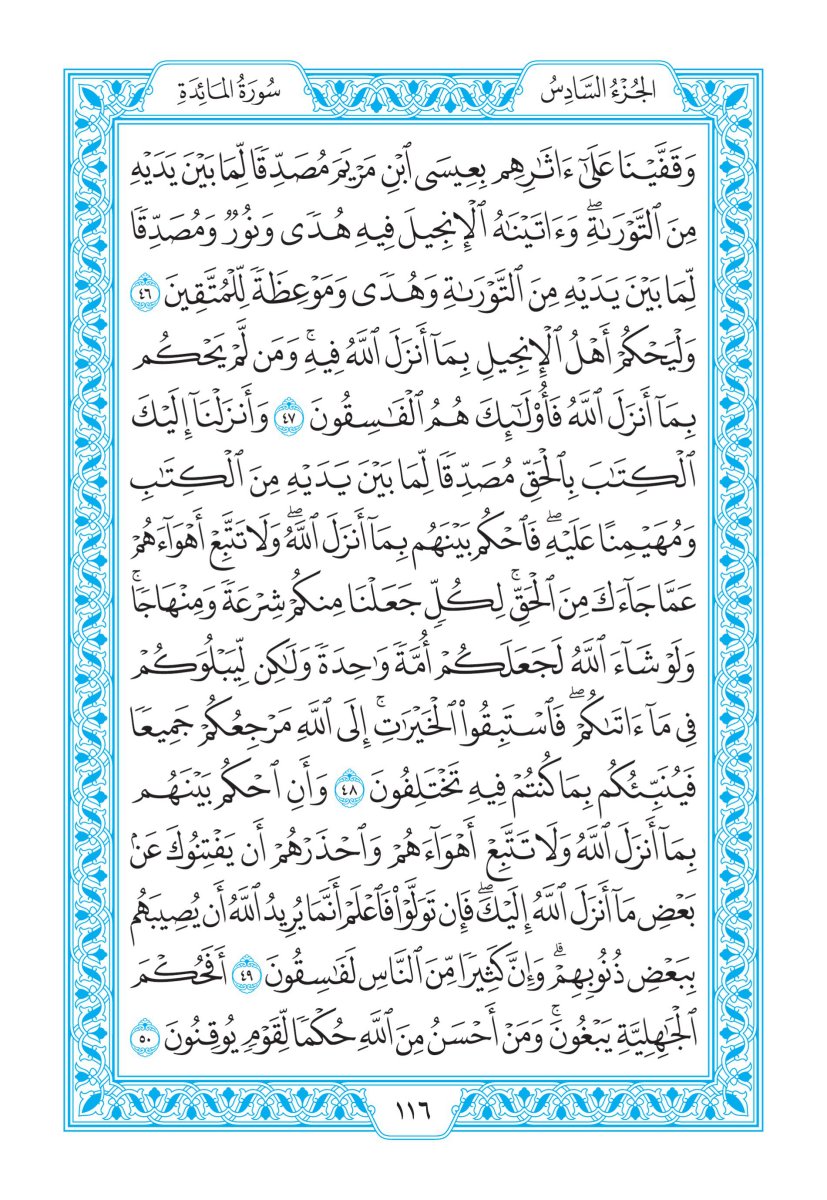 الجُزْءُ السَّادِسُ
سُورَةُ المَائِدَةِ
وَقَفَّيْنَا عَلَىٰٓ ءَاثَٰرِهِم بِعِيسَى ٱبْنِ مَرْيَمَ مُصَدِّقًا لِّمَا بَيْنَ يَدَيْهِ
مِنَ ٱلتَّوْرَىٰةِۖ وَءَاتَيْنَٰهُ ٱلْإِنجِيلَ فِيهِ هُدًى وَنُورٌ وَمُصَدِّقًا
لِّمَا بَيْنَ يَدَيْهِ مِنَ ٱلتَّوْرَىٰةِ وَهُدًى وَمَوْعِظَةً لِّلْمُتَّقِينَ ٤٦
وَلْيَحْكُمْ أَهْلُ ٱلْإِنجِيلِ بِمَآ أَنزَلَ ٱللَّهُ فِيهِۚ وَمَن لَّمْ يَحْكُم
بِمَآ أَنزَلَ ٱللَّهُ فَأُوْلَٰٓئِكَ هُمُ ٱلْفَٰسِقُونَ ٤٧ وَأَنزَلْنَآ إِلَيْكَ
ٱلْكِتَٰبَ بِٱلْحَقِّ مُصَدِّقًا لِّمَا بَيْنَ يَدَيْهِ مِنَ ٱلْكِتَٰبِ
وَمُهَيْمِنًا عَلَيْهِۖ فَٱحْكُم بَيْنَهُم بِمَآ أَنزَلَ ٱللَّهُۖ وَلَا تَتَّبِعْ أَهْوَآءَهُمْ
عَمَّا جَآءَكَ مِنَ ٱلْحَقِّۚ لِكُلٍّ جَعَلْنَا مِنكُمْ شِرْعَةً وَمِنْهَاجًاۚ
وَلَوْ شَآءَ ٱللَّهُ لَجَعَلَكُمْ أُمَّةً وَٰحِدَةً وَلَٰكِن لِّيَبْلُوَكُمْ
فِي مَآ ءَاتَىٰكُمْۖ فَٱسْتَبِقُواْ ٱلْخَيْرَٰتِۚ إِلَى ٱللَّهِ مَرْجِعُكُمْ جَمِيعًا
فَيُنَبِّئُكُم بِمَا كُنتُمْ فِيهِ تَخْتَلِفُونَ ٤٨ وَأَنِ ٱحْكُم بَيْنَهُم
بِمَآ أَنزَلَ ٱللَّهُ وَلَا تَتَّبِعْ أَهْوَآءَهُمْ وَٱحْذَرْهُمْ أَن يَفْتِنُوكَ عَنۢ
بَعْضِ مَآ أَنزَلَ ٱللَّهُ إِلَيْكَۖ فَإِن تَوَلَّوْاْ فَٱعْلَمْ أَنَّمَا يُرِيدُ ٱللَّهُ أَن يُصِيبَهُم
بِبَعْضِ ذُنُوبِهِمْۗ وَإِنَّ كَثِيرًا مِّنَ ٱلنَّاسِ لَفَٰسِقُونَ ٤٩ أَفَحُكْمَ
ٱلْجَٰهِلِيَّةِ يَبْغُونَۚ وَمَنْ أَحْسَنُ مِنَ ٱللَّهِ حُكْمًا لِّقَوْمٍ يُوقِنُونَ ٥٠
١١٦